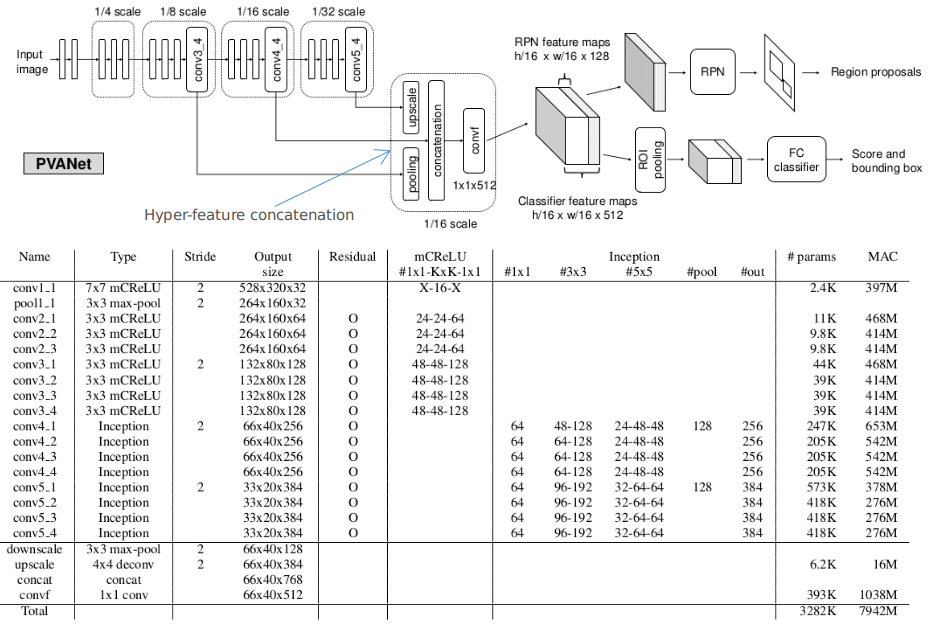 1/4 scale 1/8 scale 1/16 scale 1/32 scale
Input
image
conv3_4
conv4_4
conv5_4
upscale
pooling
concatenation
convf
1x1x512
1/16 scale
PVANet
Hyper-feature concatenation
RPN feature maps
h/16 x w/16 x 128
RPN
Region proposals
Classifier feature maps
h/16 x w/16 x 512
ROI
pooling
FC
classifier
Score and
bounding box
Name Type Stride Output Residual mCReLU Inception # params MAC
size #1x1-KxK-1x1 #1x1 #3x3 #5x5 #pool #out
conv1_1 7x7 mCReLU 2 528x320x32 X-16-X 2.4K 397M
pool1_1 3x3 max-pool 2 264x160x32
conv2_1 3x3 mCReLU 264x160x64 O 24-24-64 11K 468M
conv2_2 3x3 mCReLU 264x160x64 O 24-24-64 9.8K 414M
conv2_3 3x3 mCReLU 264x160x64 O 24-24-64 9.8K 414M
conv3_1 3x3 mCReLU 2 132x80x128 O 48-48-128 44K 468M
conv3_2 3x3 mCReLU 132x80x128 O 48-48-128 39K 414M
conv3_3 3x3 mCReLU 132x80x128 O 48-48-128 39K 414M
conv3_4 3x3 mCReLU 132x80x128 O 48-48-128 39K 414M
conv4_1 Inception 2 66x40x256 O 64 48-128 24-48-48 128 256 247K 653M
conv4_2 Inception 66x40x256 O 64 64-128 24-48-48 256 205K 542M
conv4_3 Inception 66x40x256 O 64 64-128 24-48-48 256 205K 542M
conv4_4 Inception 66x40x256 O 64 64-128 24-48-48 256 205K 542M
conv5_1 Inception 2 33x20x384 O 64 96-192 32-64-64 128 384 573K 378M
conv5_2 Inception 33x20x384 O 64 96-192 32-64-64 384 418K 276M
conv5_3 Inception 33x20x384 O 64 96-192 32-64-64 384 418K 276M
conv5_4 Inception 33x20x384 O 64 96-192 32-64-64 384 418K 276M
downscale 3x3 max-pool 2 66x40x128
upscale 4x4 deconv 2 66x40x384 6.2K 16M
concat concat 66x40x768
convf 1x1 conv 66x40x512 393K 1038M
Total 3282K 7942M